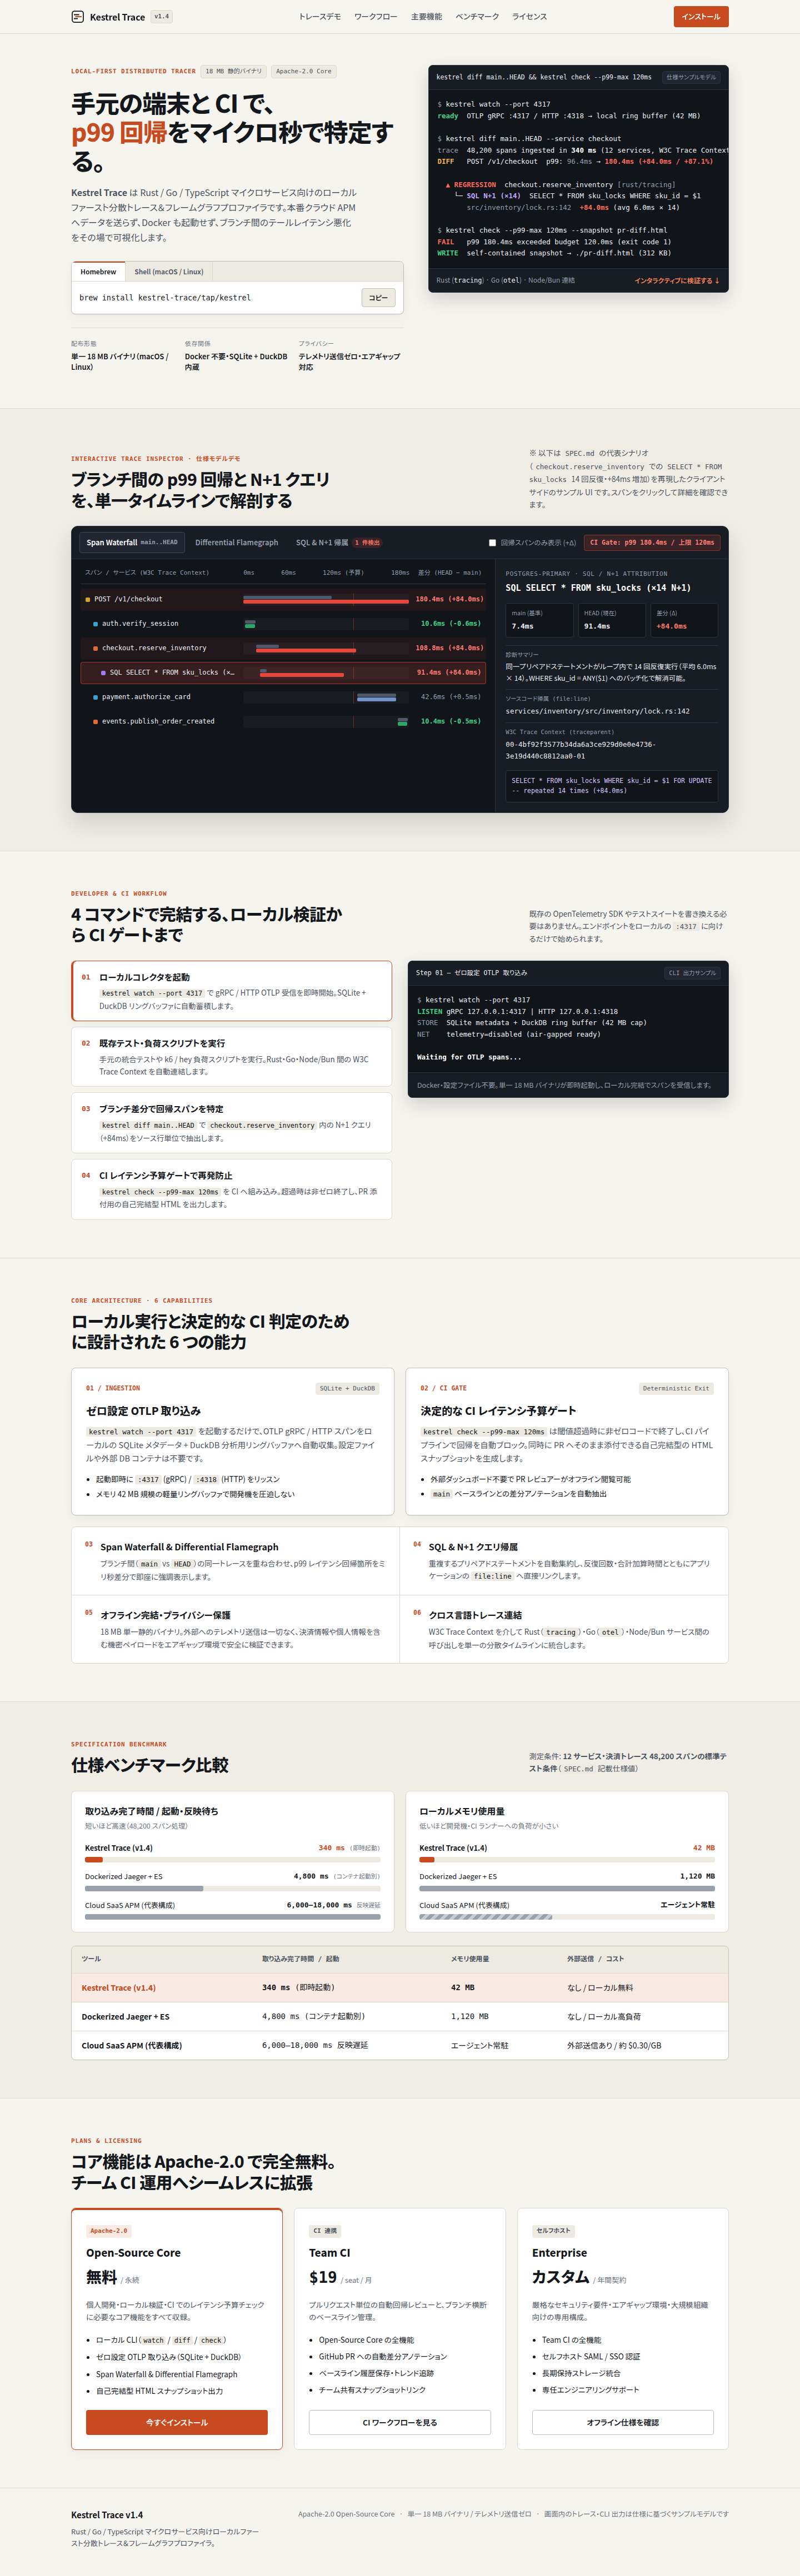 Kestrel Trace v1.4
トレースデモ ワークフロー 主要機能 ベンチマーク ライセンス
インストール
LOCAL-FIRST DISTRIBUTED TRACER 18 MB 静的バイナリ Apache-2.0 Core
手元の端末と CI で、
p99 回帰をマイクロ秒で特定す
る。
Kestrel Trace は Rust / Go / TypeScript マイクロサービス向けのローカル
ファースト分散トレース＆フレームグラフプロファイラです。本番クラウド APM
へデータを送らず、Docker も起動せず、ブランチ間のテールレイテンシ悪化
をその場で可視化します。
Homebrew Shell (macOS / Linux)
brew install kestrel-trace/tap/kestrel コピー
配布形態
単一 18 MB バイナリ（macOS /
Linux）
依存関係
Docker 不要・SQLite + DuckDB
内蔵
プライバシー
テレメトリ送信ゼロ・エアギャップ
対応
kestrel diff main..HEAD && kestrel check --p99-max 120ms 仕様サンプルモデル
$ kestrel watch --port 4317
ready OTLP gRPC :4317 / HTTP :4318 → local ring buffer (42 MB)
$ kestrel diff main..HEAD --service checkout
trace 48,200 spans ingested in 340 ms (12 services, W3C Trace Context
DIFF POST /v1/checkout p99: 96.4ms → 180.4ms (+84.0ms / +87.1%)
▲ REGRESSION checkout.reserve_inventory [rust/tracing]
└─ SQL N+1 (×14) SELECT * FROM sku_locks WHERE sku_id = $1
src/inventory/lock.rs:142 +84.0ms (avg 6.0ms × 14)
$ kestrel check --p99-max 120ms --snapshot pr-diff.html
FAIL p99 180.4ms exceeded budget 120.0ms (exit code 1)
WRITE self-contained snapshot → ./pr-diff.html (312 KB)
Rust (tracing) · Go (otel) · Node/Bun 連結 インタラクティブに検証する ↓
INTERACTIVE TRACE INSPECTOR · 仕様モデルデモ
ブランチ間の p99 回帰と N+1 クエリ
を、単一タイムラインで解剖する
※ 以下は SPEC.md の代表シナリオ
（ checkout.reserve_inventory での SELECT * FROM
sku_locks 14 回反復・+84ms 増加）を再現したクライアント
サイドのサンプル UI です。スパンをクリックして詳細を確認でき
ます。
Span Waterfall main..HEAD Differential Flamegraph SQL & N+1 帰属 1 件検出
回帰スパンのみ表示 (+Δ) CI Gate: p99 180.4ms / 上限 120ms
スパン / サービス (W3C Trace Context) 0ms 60ms 120ms (予算) 180ms 差分 (HEAD − main)
POST /v1/checkout 180.4ms (+84.0ms)
auth.verify_session 10.6ms (-0.6ms)
checkout.reserve_inventory 108.8ms (+84.0ms)
SQL SELECT * FROM sku_locks (×… 91.4ms (+84.0ms)
payment.authorize_card 42.6ms (+0.5ms)
events.publish_order_created 10.4ms (-0.5ms)
POSTGRES-PRIMARY · SQL / N+1 ATTRIBUTION
SQL SELECT * FROM sku_locks (×14 N+1)
main (基準)
7.4ms
HEAD (現在)
91.4ms
差分 (Δ)
+84.0ms
診断サマリー
同一プリペアドステートメントがループ内で 14 回反復実行（平均 6.0ms
× 14）。WHERE sku_id = ANY($1) へのバッチ化で解消可能。
ソースコード帰属 (file:line)
services/inventory/src/inventory/lock.rs:142
W3C Trace Context (traceparent)
00-4bf92f3577b34da6a3ce929d0e0e4736-
3e19d440c8812aa0-01
SELECT * FROM sku_locks WHERE sku_id = $1 FOR UPDATE
-- repeated 14 times (+84.0ms)
DEVELOPER & CI WORKFLOW
4 コマンドで完結する、ローカル検証か
ら CI ゲートまで
既存の OpenTelemetry SDK やテストスイートを書き換える必
要はありません。エンドポイントをローカルの :4317 に向け
るだけで始められます。
01 ローカルコレクタを起動
kestrel watch --port 4317 で gRPC / HTTP OTLP 受信を即時開始。SQLite +
DuckDB リングバッファに自動蓄積します。
02 既存テスト・負荷スクリプトを実行
手元の統合テストや k6 / hey 負荷スクリプトを実行。Rust・Go・Node/Bun 間の W3C
Trace Context を自動連結します。
03 ブランチ差分で回帰スパンを特定
kestrel diff main..HEAD で checkout.reserve_inventory 内の N+1 クエリ
（+84ms）をソース行単位で抽出します。
04 CI レイテンシ予算ゲートで再発防止
kestrel check --p99-max 120ms を CI へ組み込み。超過時は非ゼロ終了し、PR 添
付用の自己完結型 HTML を出力します。
Step 01 — ゼロ設定 OTLP 取り込み CLI 出力サンプル
$ kestrel watch --port 4317
LISTEN gRPC 127.0.0.1:4317 | HTTP 127.0.0.1:4318
STORE SQLite metadata + DuckDB ring buffer (42 MB cap)
NET telemetry=disabled (air-gapped ready)
Waiting for OTLP spans...
Docker・設定ファイル不要。単一 18 MB バイナリが即時起動し、ローカル完結でスパンを受信します。
CORE ARCHITECTURE · 6 CAPABILITIES
ローカル実行と決定的な CI 判定のため
に設計された 6 つの能力
01 / INGESTION SQLite + DuckDB
ゼロ設定 OTLP 取り込み
kestrel watch --port 4317 を起動するだけで、OTLP gRPC / HTTP スパンをロ
ーカルの SQLite メタデータ + DuckDB 分析用リングバッファへ自動収集。設定ファイ
ルや外部 DB コンテナは不要です。
• 起動即時に :4317 (gRPC) / :4318 (HTTP) をリッスン
• メモリ 42 MB 規模の軽量リングバッファで開発機を圧迫しない
02 / CI GATE Deterministic Exit
決定的な CI レイテンシ予算ゲート
kestrel check --p99-max 120ms は閾値超過時に非ゼロコードで終了し、CI パイ
プラインで回帰を自動ブロック。同時に PR へそのまま添付できる自己完結型の HTML
スナップショットを生成します。
• 外部ダッシュボード不要で PR レビュアーがオフライン閲覧可能
• main ベースラインとの差分アノテーションを自動抽出
03 Span Waterfall & Differential Flamegraph
ブランチ間（ main vs HEAD ）の同一トレースを重ね合わせ、p99 レイテンシ回帰箇所をミ
リ秒差分で即座に強調表示します。
04 SQL & N+1 クエリ帰属
重複するプリペアドステートメントを自動集約し、反復回数・合計加算時間とともにアプリ
ケーションの file:line へ直接リンクします。
05 オフライン完結・プライバシー保護
18 MB 単一静的バイナリ。外部へのテレメトリ送信は一切なく、決済情報や個人情報を含
む機密ペイロードをエアギャップ環境で安全に検証できます。
06 クロス言語トレース連結
W3C Trace Context を介して Rust（ tracing ）・Go（ otel ）・Node/Bun サービス間の
呼び出しを単一の分散タイムラインに統合します。
SPECIFICATION BENCHMARK
仕様ベンチマーク比較
測定条件: 12 サービス・決済トレース 48,200 スパンの標準テ
スト条件（ SPEC.md 記載仕様値）
取り込み完了時間 / 起動・反映待ち
短いほど高速（48,200 スパン処理）
Kestrel Trace (v1.4) 340 ms (即時起動)
Dockerized Jaeger + ES 4,800 ms (コンテナ起動別)
Cloud SaaS APM (代表構成) 6,000–18,000 ms 反映遅延
ローカルメモリ使用量
低いほど開発機・CI ランナーへの負荷が小さい
Kestrel Trace (v1.4) 42 MB
Dockerized Jaeger + ES 1,120 MB
Cloud SaaS APM (代表構成) エージェント常駐
ツール 取り込み完了時間 / 起動 メモリ使用量 外部送信 / コスト
Kestrel Trace (v1.4) 340 ms (即時起動) 42 MB なし / ローカル無料
Dockerized Jaeger + ES 4,800 ms (コンテナ起動別) 1,120 MB なし / ローカル高負荷
Cloud SaaS APM (代表構成) 6,000–18,000 ms 反映遅延 エージェント常駐 外部送信あり / 約 $0.30/GB
PLANS & LICENSING
コア機能は Apache-2.0 で完全無料。
チーム CI 運用へシームレスに拡張
Apache-2.0
Open-Source Core
無料 / 永続
個人開発・ローカル検証・CI でのレイテンシ予算チェック
に必要なコア機能をすべて収録。
• ローカル CLI（ watch / diff / check ）
• ゼロ設定 OTLP 取り込み（SQLite + DuckDB）
• Span Waterfall & Differential Flamegraph
• 自己完結型 HTML スナップショット出力
今すぐインストール
CI 連携
Team CI
$19 / seat / 月
プルリクエスト単位の自動回帰レビューと、ブランチ横断
のベースライン管理。
• Open-Source Core の全機能
• GitHub PR への自動差分アノテーション
• ベースライン履歴保存・トレンド追跡
• チーム共有スナップショットリンク
CI ワークフローを見る
セルフホスト
Enterprise
カスタム / 年間契約
厳格なセキュリティ要件・エアギャップ環境・大規模組織
向けの専用構成。
• Team CI の全機能
• セルフホスト SAML / SSO 認証
• 長期保持ストレージ統合
• 専任エンジニアリングサポート
オフライン仕様を確認
Kestrel Trace v1.4
Rust / Go / TypeScript マイクロサービス向けローカルファー
スト分散トレース＆フレームグラフプロファイラ。
Apache-2.0 Open-Source Core · 単一 18 MB バイナリ / テレメトリ送信ゼロ · 画面内のトレース・CLI 出力は仕様に基づくサンプルモデルです